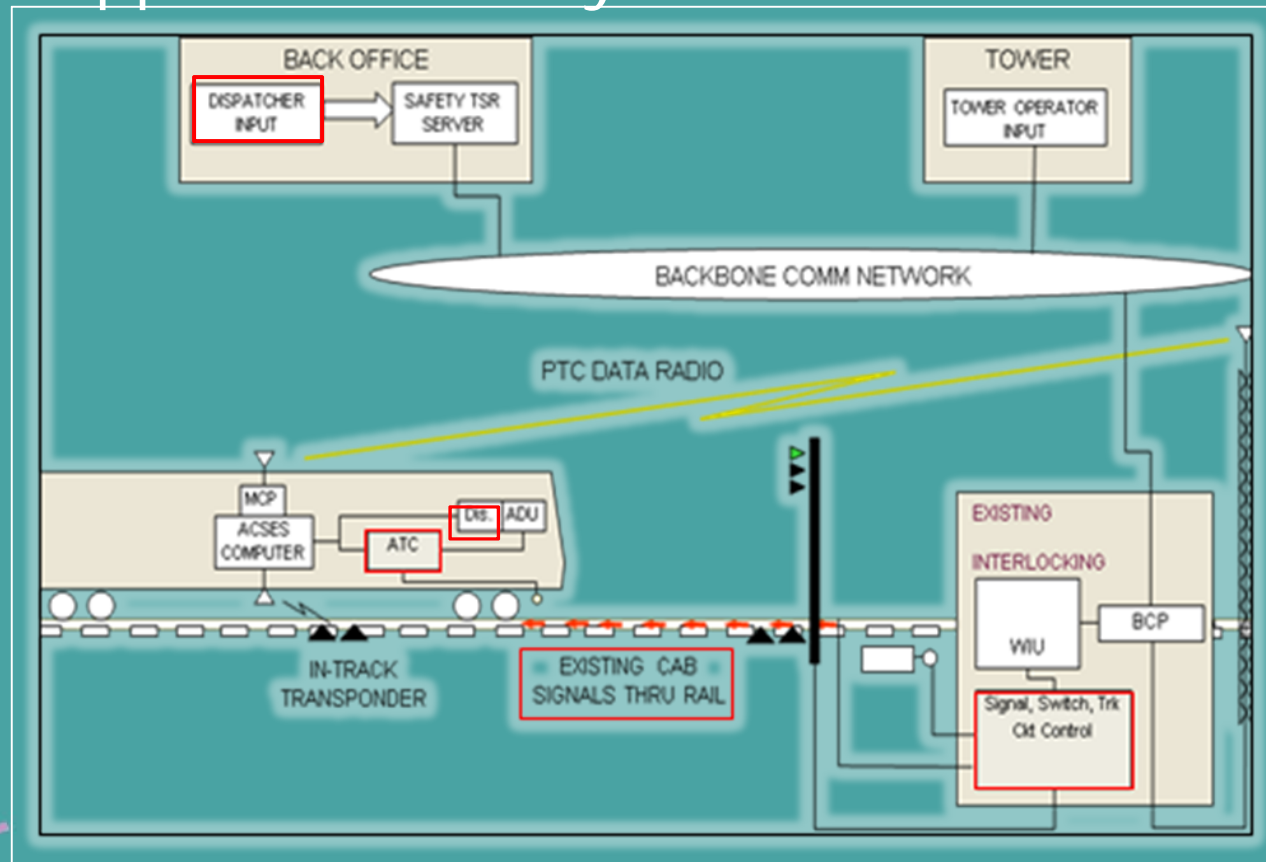 BACK OFFICE
DISPATCHER
INPUT
SAFETY TSR
SERVER
TOWER
TOWER OPERATOR
INPUT
BACKBONE COMM NETWORK
PTC DATA RADIO
MCP
ACSES
COMPUTER
ATC
Dis.
ADU
IN-TRACK
TRANSPONDER
EXISTING CAB
SIGNALS THRU RAIL
EXISTING
INTERLOCKING
WIU
BCP
Signal, Switch, Trk
Ckt Control